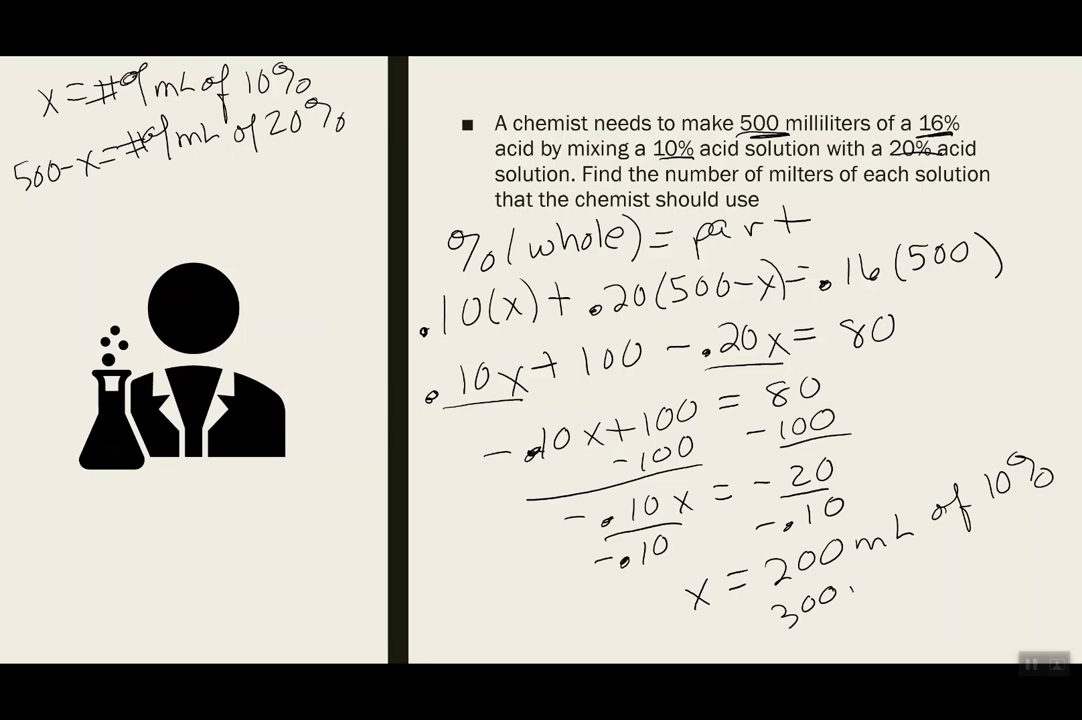 x = # of mL of 10%
500-x = # of mL of 20%
■ A chemist needs to make 500 milliliters of a 16%
acid by mixing a 10% acid solution with a 20% acid
solution. Find the number of milters of each solution
that the chemist should use
%(whole) = part
.10(x) + .20(500-x) = .16(500)
.10x + 100 - .20x = 80
-.10x + 100 = 80
-100 -100
-.10x = -20
-.10 -.10
x = 200 mL of 10%
300